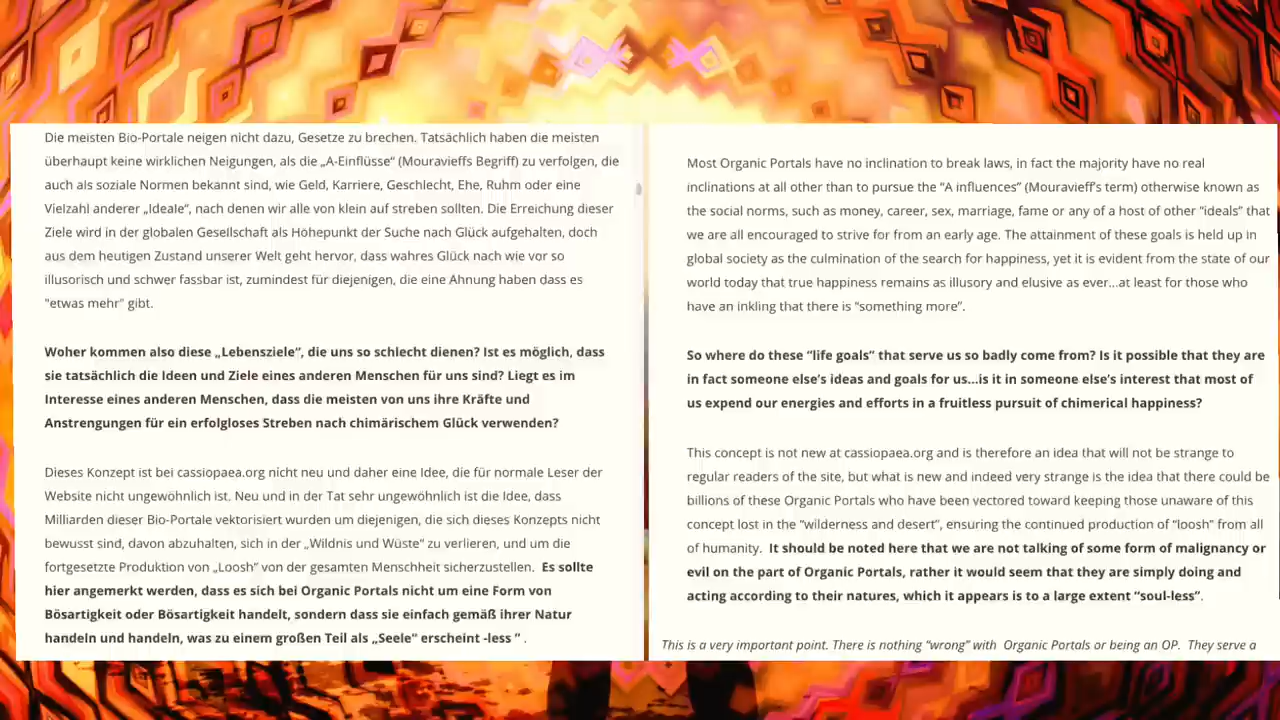 Die meisten Bio-Portale neigen nicht dazu, Gesetze zu brechen. Tatsächlich haben die meisten
überhaupt keine wirklichen Neigungen, als die „A-Einflüsse“ (Mouravieffs Begriff) zu verfolgen, die
auch als soziale Normen bekannt sind, wie Geld, Karriere, Geschlecht, Ehe, Ruhm oder eine
Vielzahl anderer „Ideale“, nach denen wir alle von klein auf streben sollten. Die Erreichung dieser
Ziele wird in der globalen Gesellschaft als Höhepunkt der Suche nach Glück aufgehalten, doch
aus dem heutigen Zustand unserer Welt geht hervor, dass wahres Glück nach wie vor so
illusorisch und schwer fassbar ist, zumindest für diejenigen, die eine Ahnung haben dass es
"etwas mehr" gibt.
Woher kommen also diese „Lebensziele“, die uns so schlecht dienen? Ist es möglich, dass
sie tatsächlich die Ideen und Ziele eines anderen Menschen für uns sind? Liegt es im
Interesse eines anderen Menschen, dass die meisten von uns ihre Kräfte und
Anstrengungen für ein erfolgloses Streben nach chimärischem Glück verwenden?
Dieses Konzept ist bei cassiopaea.org nicht neu und daher eine Idee, die für normale Leser der
Website nicht ungewöhnlich ist. Neu und in der Tat sehr ungewöhnlich ist die Idee, dass
Milliarden dieser Bio-Portale vektorisiert wurden um diejenigen, die sich dieses Konzepts nicht
bewusst sind, davon abzuhalten, sich in der „Wildnis und Wüste“ zu verlieren, und um die
fortgesetzte Produktion von „Loosh“ von der gesamten Menschheit sicherzustellen. Es sollte
hier angemerkt werden, dass es sich bei Organic Portals nicht um eine Form von
Bösartigkeit oder Bösartigkeit handelt, sondern dass sie einfach gemäß ihrer Natur
handeln und handeln, was zu einem großen Teil als „Seele“ erscheint -less ” .
Most Organic Portals have no inclination to break laws, in fact the majority have no real
inclinations at all other than to pursue the “A influences” (Mouravieff’s term) otherwise known as
the social norms, such as money, career, sex, marriage, fame or any of a host of other “ideals” that
we are all encouraged to strive for from an early age. The attainment of these goals is held up in
global society as the culmination of the search for happiness, yet it is evident from the state of our
world today that true happiness remains as illusory and elusive as ever…at least for those who
have an inkling that there is “something more”.
So where do these “life goals” that serve us so badly come from? Is it possible that they are
in fact someone else’s ideas and goals for us…is it in someone else’s interest that most of
us expend our energies and efforts in a fruitless pursuit of chimerical happiness?
This concept is not new at cassiopaea.org and is therefore an idea that will not be strange to
regular readers of the site, but what is new and indeed very strange is the idea that there could be
billions of these Organic Portals who have been vectored toward keeping those unaware of this
concept lost in the “wilderness and desert”, ensuring the continued production of “loosh” from all
of humanity. It should be noted here that we are not talking of some form of malignancy or
evil on the part of Organic Portals, rather it would seem that they are simply doing and
acting according to their natures, which it appears is to a large extent “soul-less”.
This is a very important point. There is nothing “wrong” with Organic Portals or being an OP. They serve a